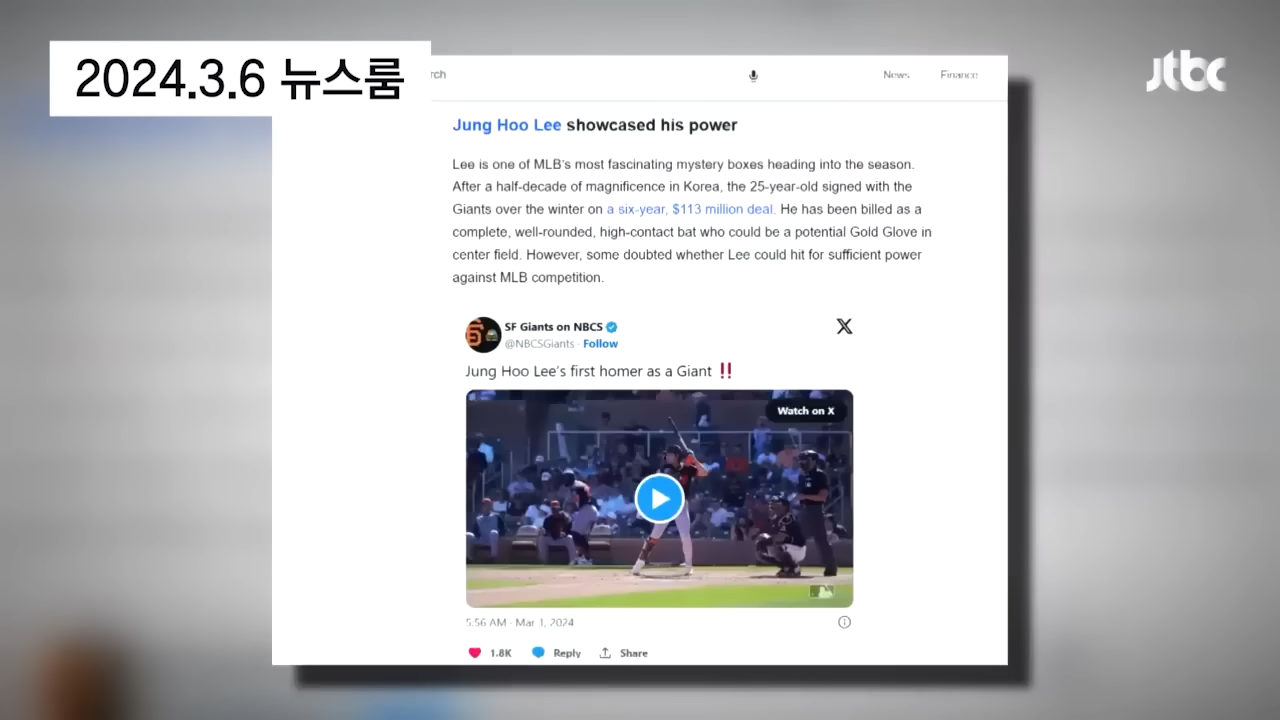 2024.3.6 뉴스룸
jtbc
rch
News
Finance
Jung Hoo Lee showcased his power
Lee is one of MLB's most fascinating mystery boxes heading into the season.
After a half-decade of magnificence in Korea, the 25-year-old signed with the
Giants over the winter on a six-year, $113 million deal. He has been billed as a
complete, well-rounded, high-contact bat who could be a potential Gold Glove in
center field. However, some doubted whether Lee could hit for sufficient power
against MLB competition.
SF Giants on NBCS
@NBCSGiants · Follow
Jung Hoo Lee's first homer as a Giant ‼
Watch on X
5:56 AM · Mar 1, 2024
1.8K
Reply
Share